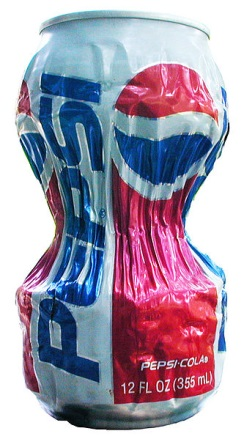 PEPSI
PEPSI-COLA®
12 FL OZ (355 mL)